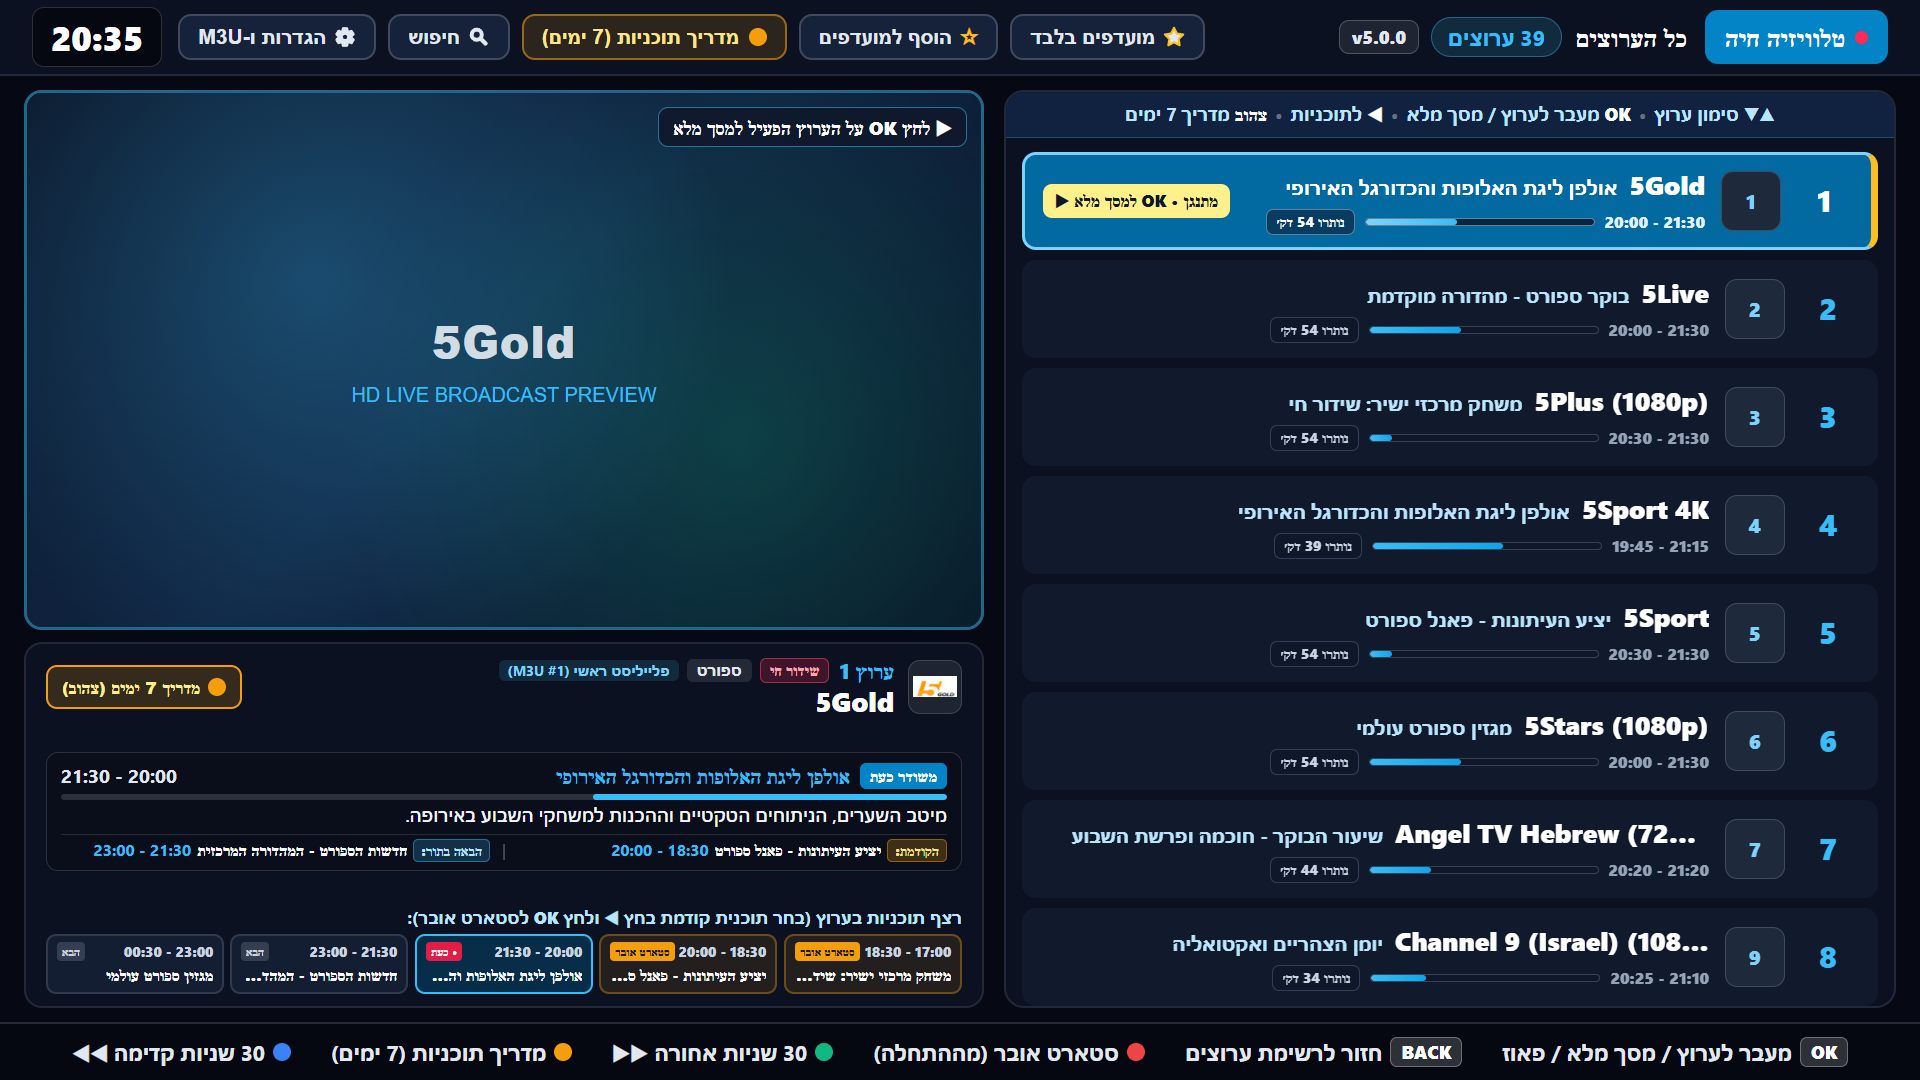 טלוויזיה חיה
כל הערוצים
39 ערוצים
v5.0.0
מועדפים בלבד
הוסף למועדפים
מדריך תוכניות (7 ימים)
חיפוש
הגדרות ו-M3U
20:35
▲▼ סימון ערוץ • OK מעבר לערוץ / מסך מלא • ◀ לתוכניות • צהוב מדריך 7 ימים
1
1
5Gold אולפן ליגת האלופות והכדורגל האירופי
20:00 - 21:30
נותרו 54 דק׳
מתנגן • OK למסך מלא ▶
2
2
5Live בוקר ספורט - מהדורה מוקדמת
20:00 - 21:30
נותרו 54 דק׳
3
3
5Plus (1080p) משחק מרכזי ישיר: שידור חי
20:30 - 21:30
נותרו 54 דק׳
4
4
5Sport 4K אולפן ליגת האלופות והכדורגל האירופי
19:45 - 21:15
נותרו 39 דק׳
5
5
5Sport יציע העיתונות - פאנל ספורט
20:30 - 21:30
נותרו 54 דק׳
6
6
5Stars (1080p) מגזין ספורט עולמי
20:00 - 21:30
נותרו 54 דק׳
7
7
Angel TV Hebrew (72... שיעור הבוקר - חוכמה ופרשת השבוע
20:20 - 21:20
נותרו 44 דק׳
8
9
Channel 9 (Israel) (108... יומן הצהריים ואקטואליה
20:25 - 21:10
נותרו 34 דק׳
▶ לחץ OK על הערוץ הפעיל למסך מלא
5Gold
HD LIVE BROADCAST PREVIEW
5 GOLD
ערוץ 1
שידור חי
ספורט
פלייליסט ראשי (M3U #1)
5Gold
מדריך 7 ימים (צהוב)
משודר כעת
אולפן ליגת האלופות והכדורגל האירופי
21:30 - 20:00
מיטב השערים, הניתוחים הטקטיים וההכנות למשחקי השבוע באירופה.
הקודמת: יציע העיתונות - פאנל ספורט 20:00 - 18:30 | הבאה בתור: חדשות הספורט - המהדורה המרכזית 23:00 - 21:30
רצף תוכניות בערוץ (בחר תוכנית קודמת בחץ ◀ ולחץ OK לסטארט אובר):
18:30 - 17:00
סטארט אובר
משחק מרכזי ישיר: שיד...
20:00 - 18:30
סטארט אובר
יציע העיתונות - פאנל ס...
21:30 - 20:00
• כעת
אולפן ליגת האלופות וה...
23:00 - 21:30
הבא
חדשות הספורט - המהד...
00:30 - 23:00
הבא
מגזין ספורט עולמי
OK מעבר לערוץ / מסך מלא / פאוז
BACK חזור לרשימת ערוצים
סטארט אובר (מההתחלה)
30 שניות אחורה ▶▶
מדריך תוכניות (7 ימים)
30 שניות קדימה ◀◀